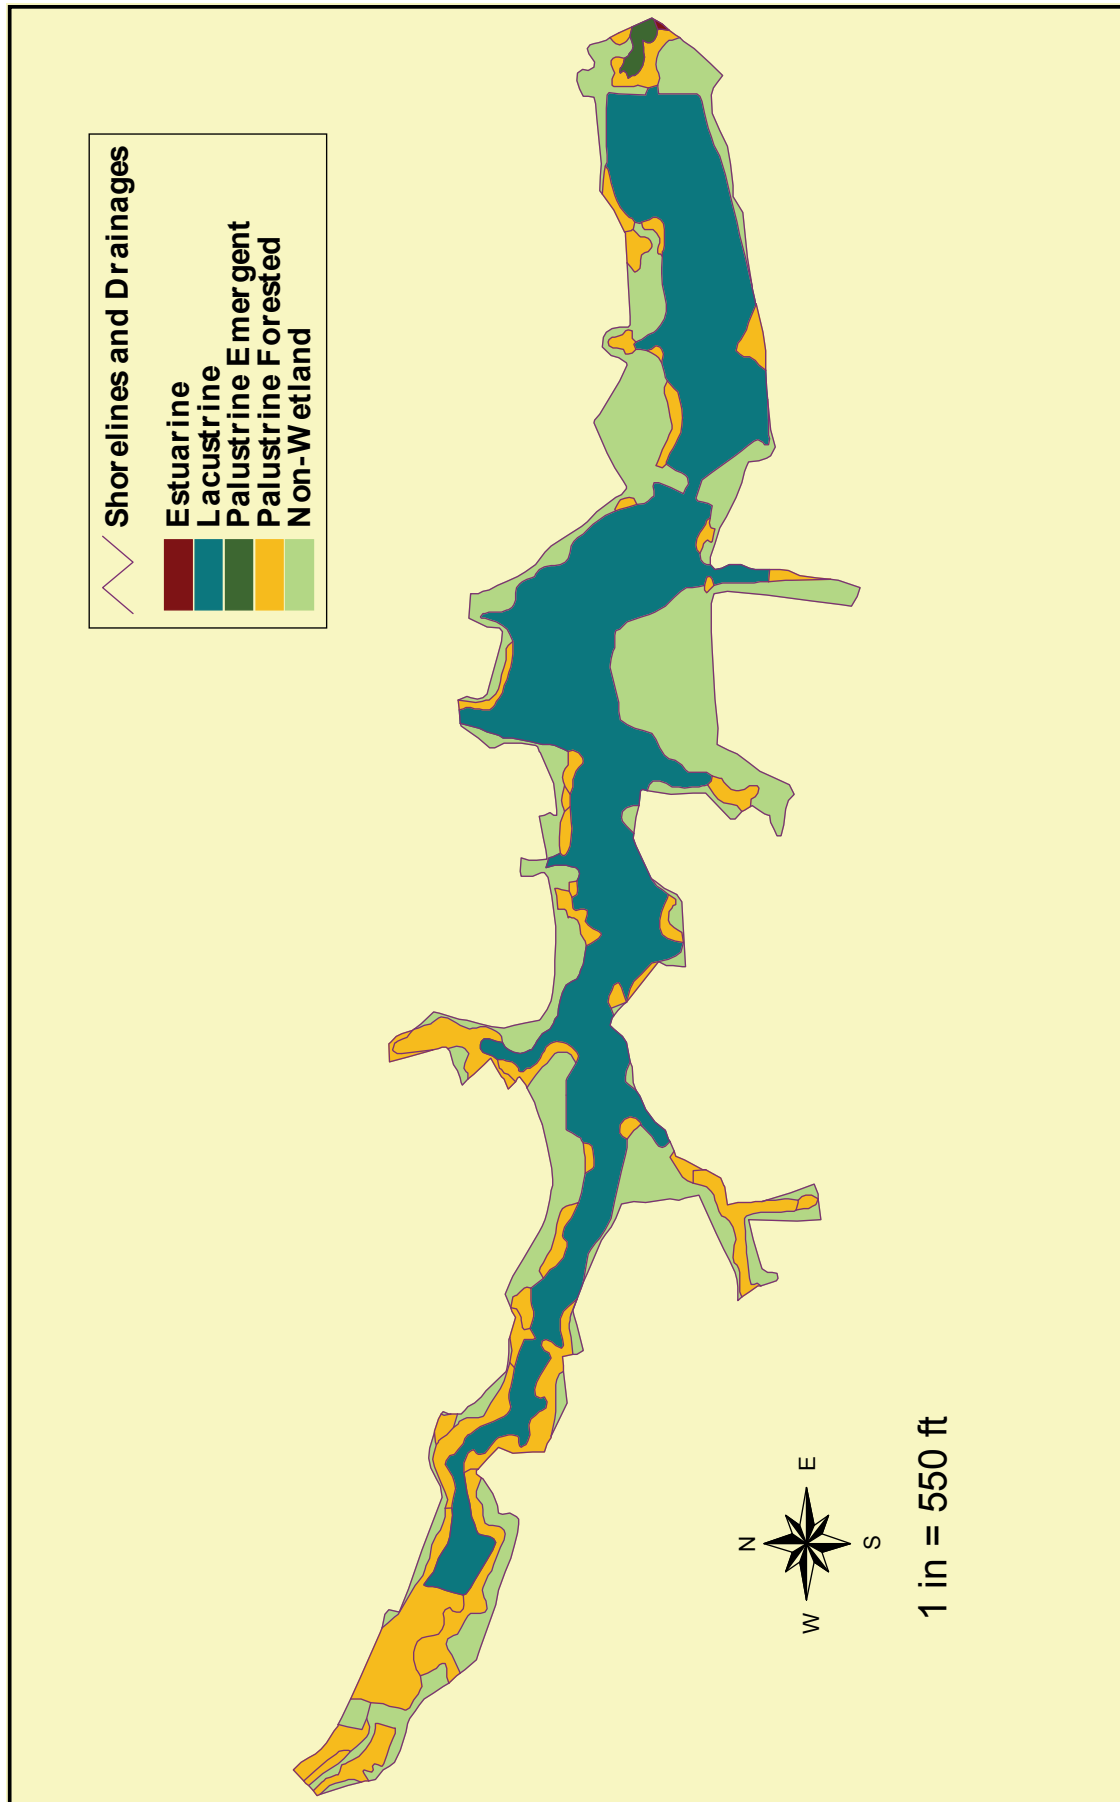 Shorelines and Drainages
Estuarine
Lacustrine
Palustrine Emergent
Palustrine Forested
Non-Wetland
N
W
E
S
1 in = 550 ft